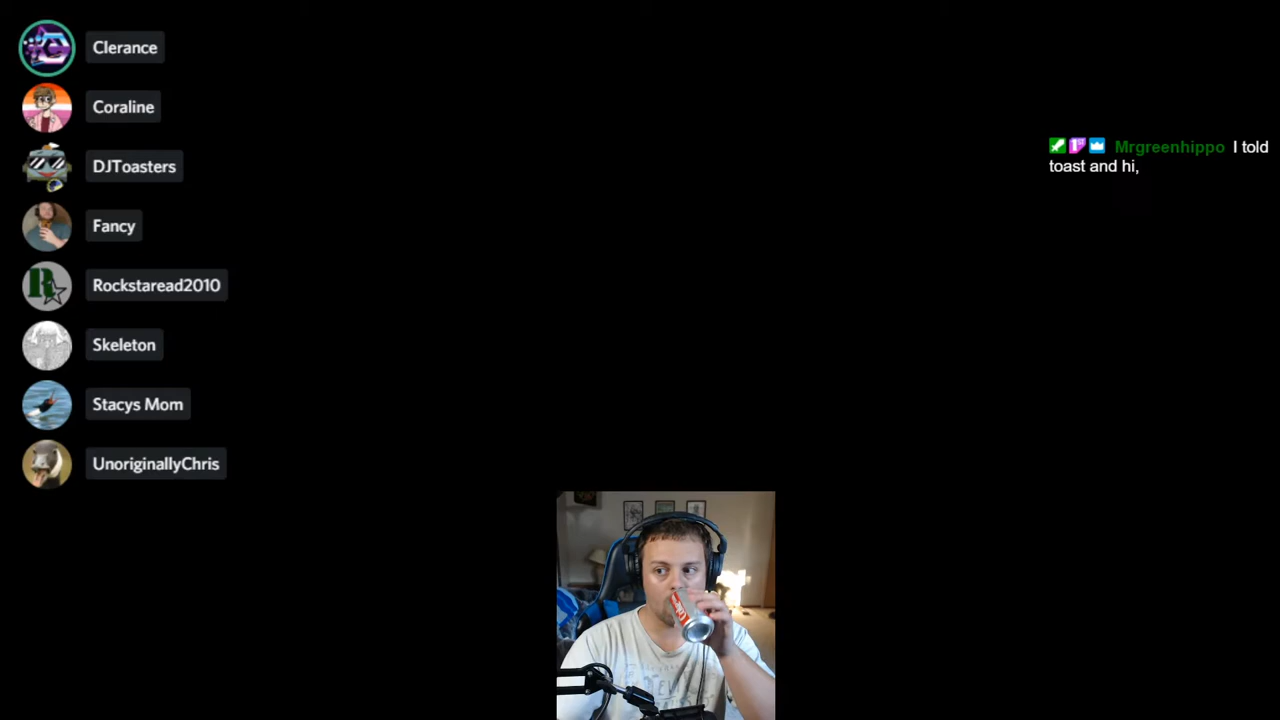 Clerance
Coraline
DJToasters
Fancy
Rockstaread2010
Skeleton
Stacys Mom
UnoriginallyChris
Mrgreenhippo I told
toast and hi,